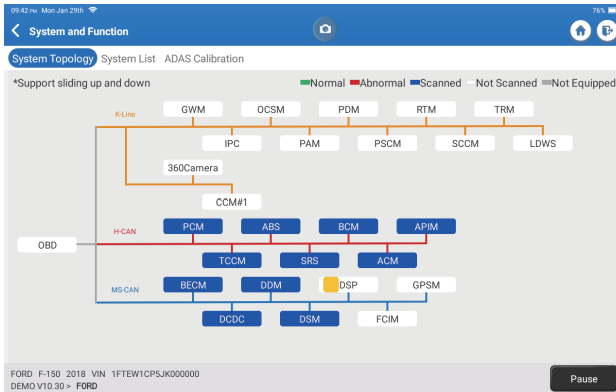 09:42 PM Mon Jan 29th 76%
System and Function
System Topology System List ADAS Calibration
*Support sliding up and down Normal Abnormal Scanned Not Scanned Not Equipped
K-Line GWM OCSM PDM RTM TRM
IPC PAM PSCM SCCM LDWS
360Camera
CCM#1
H-CAN PCM ABS BCM APIM
OBD
TCCM SRS ACM
MS-CAN BECM DDM DSP GPSM
DCDC DSM FCIM
FORD F-150 2018 VIN 1FTEW1CP5JK000000
DEMO V10.30 > FORD
Pause